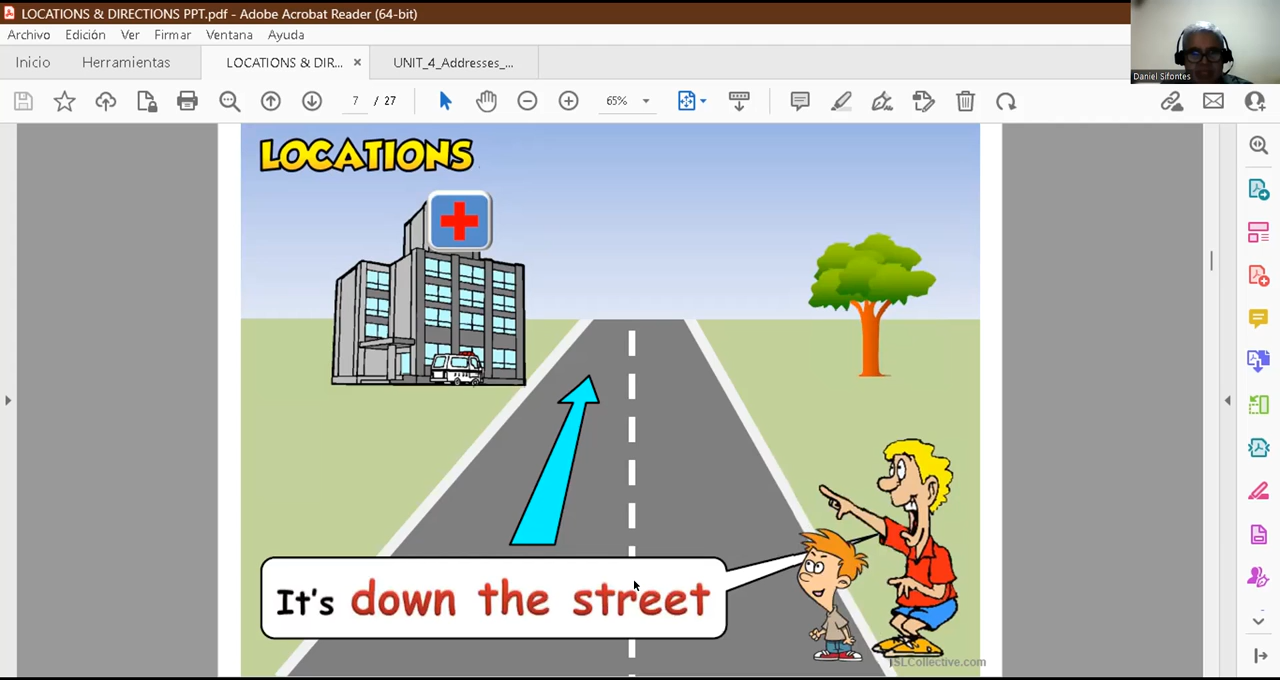 LOCATIONS & DIRECTIONS PPT.pdf - Adobe Acrobat Reader (64-bit)
Archivo Edición Ver Firmar Ventana Ayuda
Inicio Herramientas LOCATIONS & DIR... UNIT_4_Addresses_...
7 / 27 65%
Daniel Sifontes
LOCATIONS
It's down the street
iSLCollective.com